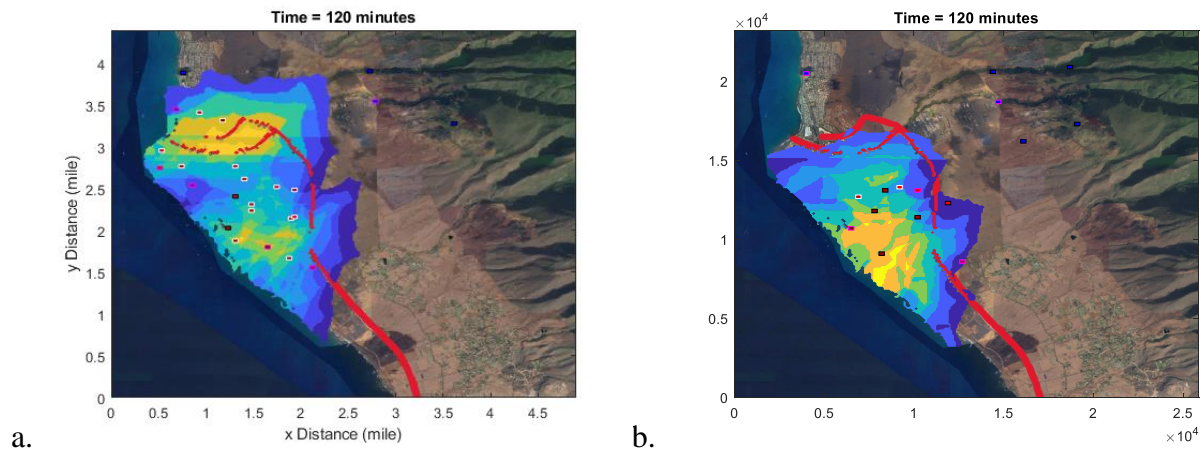 Time = 120 minutes
4
3.5
3
2.5
2
1.5
1
0.5
0
y Distance (mile)
0 0.5 1 1.5 2 2.5 3 3.5 4 4.5
x Distance (mile)
a.
×10⁴ Time = 120 minutes
2
1.5
1
0.5
0
0 0.5 1 1.5 2 2.5
×10⁴
b.